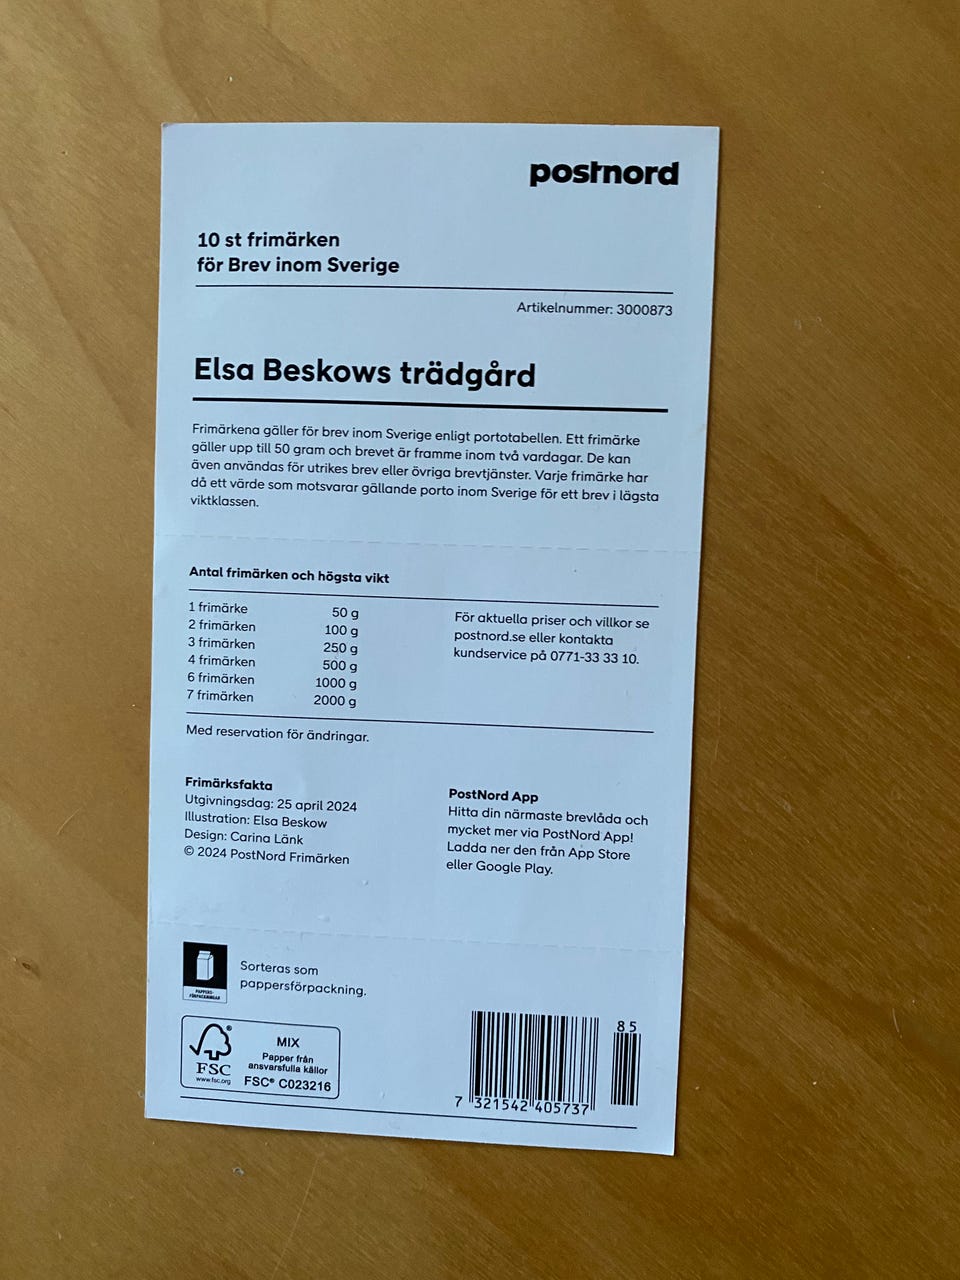 postnord
10 st frimärken
för Brev inom Sverige
Artikelnummer: 3000873
Elsa Beskows trädgård
Frimärkena gäller för brev inom Sverige enligt portotabellen. Ett frimärke
gäller upp till 50 gram och brevet är framme inom två vardagar. De kan
även användas för utrikes brev eller övriga brevtjänster. Varje frimärke har
då ett värde som motsvarar gällande porto inom Sverige för ett brev i lägsta
viktklassen.
Antal frimärken och högsta vikt
1 frimärke 50 g
2 frimärken 100 g
3 frimärken 250 g
4 frimärken 500 g
6 frimärken 1000 g
7 frimärken 2000 g
För aktuella priser och villkor se
postnord.se eller kontakta
kundservice på 0771-33 33 10.
Med reservation för ändringar.
Frimärksfakta
Utgivningsdag: 25 april 2024
Illustration: Elsa Beskow
Design: Carina Länk
© 2024 PostNord Frimärken
PostNord App
Hitta din närmaste brevlåda och
mycket mer via PostNord App!
Ladda ner den från App Store
eller Google Play.
PAPPERS-
FÖRPACKNINGAR
Sorteras som
pappersförpackning.
FSC
www.fsc.org
MIX
Papper från
ansvarsfulla källor
FSC® C023216
85
7 321542 405737